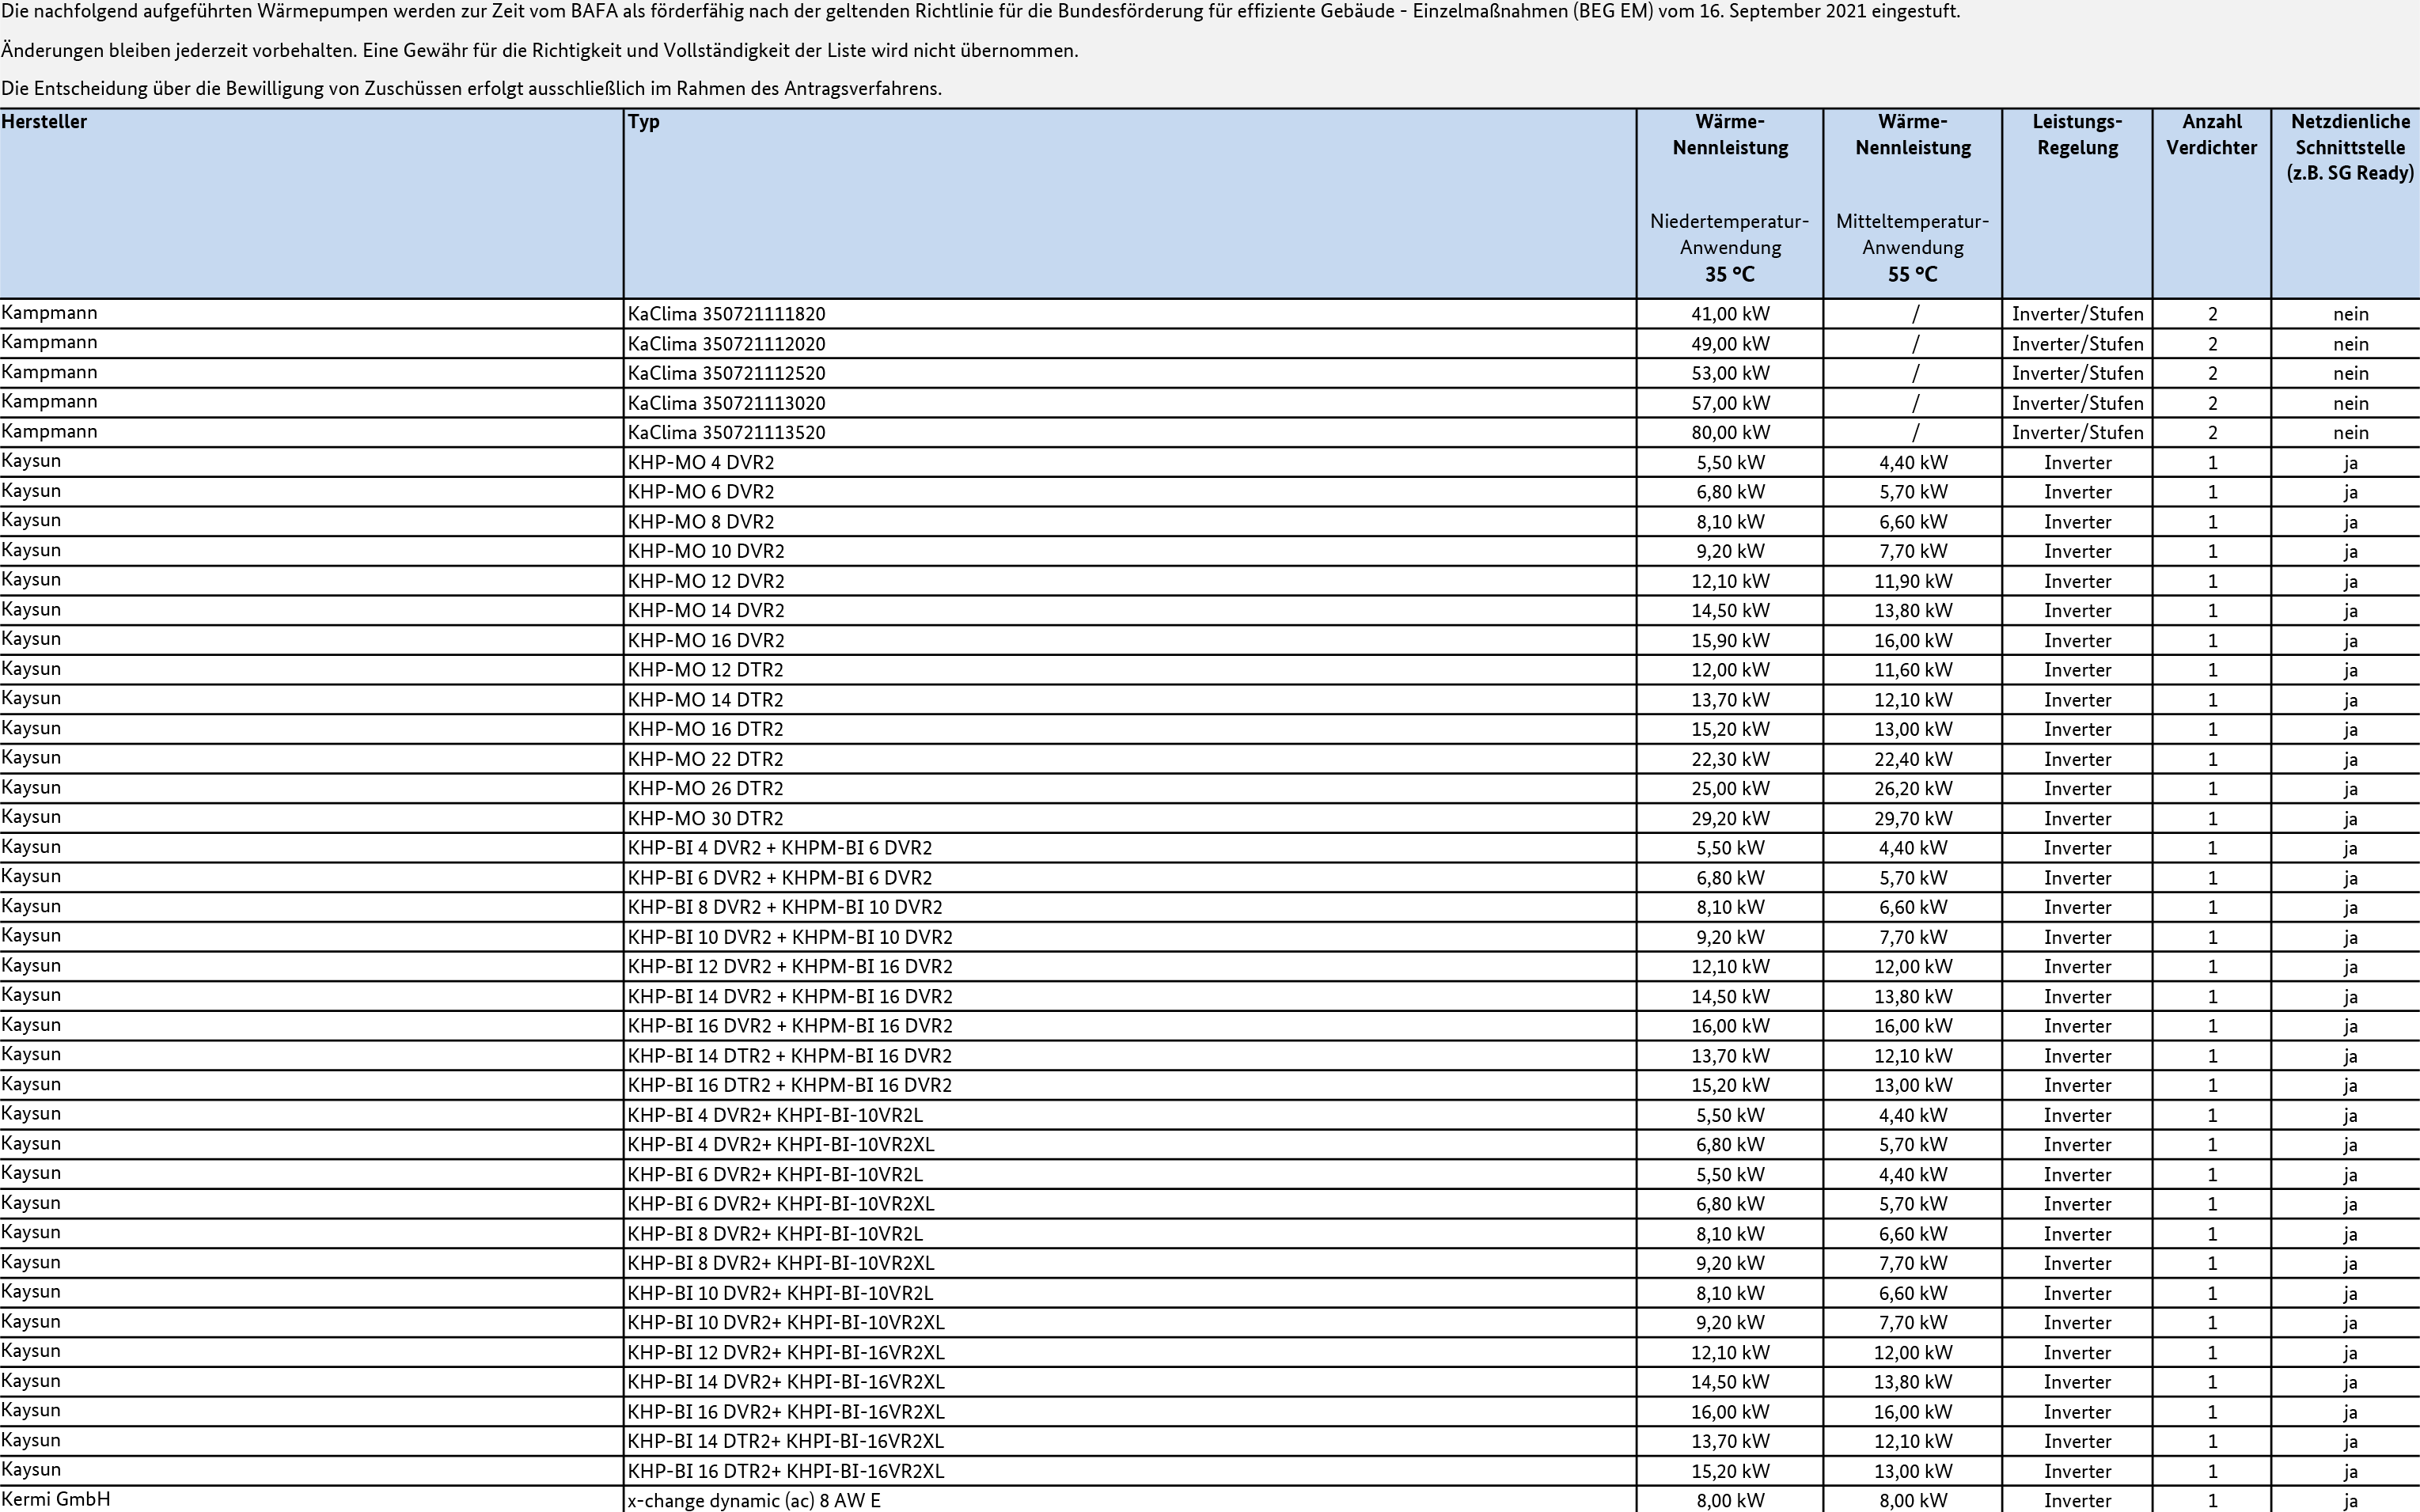 Die nachfolgend aufgeführten Wärmepumpen werden zur Zeit vom BAFA als förderfähig nach der geltenden Richtlinie für die Bundesförderung für effiziente Gebäude - Einzelmaßnahmen (BEG EM) vom 16. September 2021 eingestuft.
Änderungen bleiben jederzeit vorbehalten. Eine Gewähr für die Richtigkeit und Vollständigkeit der Liste wird nicht übernommen.
Die Entscheidung über die Bewilligung von Zuschüssen erfolgt ausschließlich im Rahmen des Antragsverfahrens.
Hersteller Typ Wärme- Wärme- Leistungs- Anzahl Netzdienliche
Nennleistung Nennleistung Regelung Verdichter Schnittstelle
(z.B. SG Ready)
Niedertemperatur- Mitteltemperatur-
Anwendung Anwendung
35 °C 55 °C
Kampmann KaClima 350721111820 41,00 kW / Inverter/Stufen 2 nein
Kampmann KaClima 350721112020 49,00 kW / Inverter/Stufen 2 nein
Kampmann KaClima 350721112520 53,00 kW / Inverter/Stufen 2 nein
Kampmann KaClima 350721113020 57,00 kW / Inverter/Stufen 2 nein
Kampmann KaClima 350721113520 80,00 kW / Inverter/Stufen 2 nein
Kaysun KHP-MO 4 DVR2 5,50 kW 4,40 kW Inverter 1 ja
Kaysun KHP-MO 6 DVR2 6,80 kW 5,70 kW Inverter 1 ja
Kaysun KHP-MO 8 DVR2 8,10 kW 6,60 kW Inverter 1 ja
Kaysun KHP-MO 10 DVR2 9,20 kW 7,70 kW Inverter 1 ja
Kaysun KHP-MO 12 DVR2 12,10 kW 11,90 kW Inverter 1 ja
Kaysun KHP-MO 14 DVR2 14,50 kW 13,80 kW Inverter 1 ja
Kaysun KHP-MO 16 DVR2 15,90 kW 16,00 kW Inverter 1 ja
Kaysun KHP-MO 12 DTR2 12,00 kW 11,60 kW Inverter 1 ja
Kaysun KHP-MO 14 DTR2 13,70 kW 12,10 kW Inverter 1 ja
Kaysun KHP-MO 16 DTR2 15,20 kW 13,00 kW Inverter 1 ja
Kaysun KHP-MO 22 DTR2 22,30 kW 22,40 kW Inverter 1 ja
Kaysun KHP-MO 26 DTR2 25,00 kW 26,20 kW Inverter 1 ja
Kaysun KHP-MO 30 DTR2 29,20 kW 29,70 kW Inverter 1 ja
Kaysun KHP-BI 4 DVR2 + KHPM-BI 6 DVR2 5,50 kW 4,40 kW Inverter 1 ja
Kaysun KHP-BI 6 DVR2 + KHPM-BI 6 DVR2 6,80 kW 5,70 kW Inverter 1 ja
Kaysun KHP-BI 8 DVR2 + KHPM-BI 10 DVR2 8,10 kW 6,60 kW Inverter 1 ja
Kaysun KHP-BI 10 DVR2 + KHPM-BI 10 DVR2 9,20 kW 7,70 kW Inverter 1 ja
Kaysun KHP-BI 12 DVR2 + KHPM-BI 16 DVR2 12,10 kW 12,00 kW Inverter 1 ja
Kaysun KHP-BI 14 DVR2 + KHPM-BI 16 DVR2 14,50 kW 13,80 kW Inverter 1 ja
Kaysun KHP-BI 16 DVR2 + KHPM-BI 16 DVR2 16,00 kW 16,00 kW Inverter 1 ja
Kaysun KHP-BI 14 DTR2 + KHPM-BI 16 DVR2 13,70 kW 12,10 kW Inverter 1 ja
Kaysun KHP-BI 16 DTR2 + KHPM-BI 16 DVR2 15,20 kW 13,00 kW Inverter 1 ja
Kaysun KHP-BI 4 DVR2+ KHPI-BI-10VR2L 5,50 kW 4,40 kW Inverter 1 ja
Kaysun KHP-BI 4 DVR2+ KHPI-BI-10VR2XL 6,80 kW 5,70 kW Inverter 1 ja
Kaysun KHP-BI 6 DVR2+ KHPI-BI-10VR2L 5,50 kW 4,40 kW Inverter 1 ja
Kaysun KHP-BI 6 DVR2+ KHPI-BI-10VR2XL 6,80 kW 5,70 kW Inverter 1 ja
Kaysun KHP-BI 8 DVR2+ KHPI-BI-10VR2L 8,10 kW 6,60 kW Inverter 1 ja
Kaysun KHP-BI 8 DVR2+ KHPI-BI-10VR2XL 9,20 kW 7,70 kW Inverter 1 ja
Kaysun KHP-BI 10 DVR2+ KHPI-BI-10VR2L 8,10 kW 6,60 kW Inverter 1 ja
Kaysun KHP-BI 10 DVR2+ KHPI-BI-10VR2XL 9,20 kW 7,70 kW Inverter 1 ja
Kaysun KHP-BI 12 DVR2+ KHPI-BI-16VR2XL 12,10 kW 12,00 kW Inverter 1 ja
Kaysun KHP-BI 14 DVR2+ KHPI-BI-16VR2XL 14,50 kW 13,80 kW Inverter 1 ja
Kaysun KHP-BI 16 DVR2+ KHPI-BI-16VR2XL 16,00 kW 16,00 kW Inverter 1 ja
Kaysun KHP-BI 14 DTR2+ KHPI-BI-16VR2XL 13,70 kW 12,10 kW Inverter 1 ja
Kaysun KHP-BI 16 DTR2+ KHPI-BI-16VR2XL 15,20 kW 13,00 kW Inverter 1 ja
Kermi GmbH x-change dynamic (ac) 8 AW E 8,00 kW 8,00 kW Inverter 1 ja